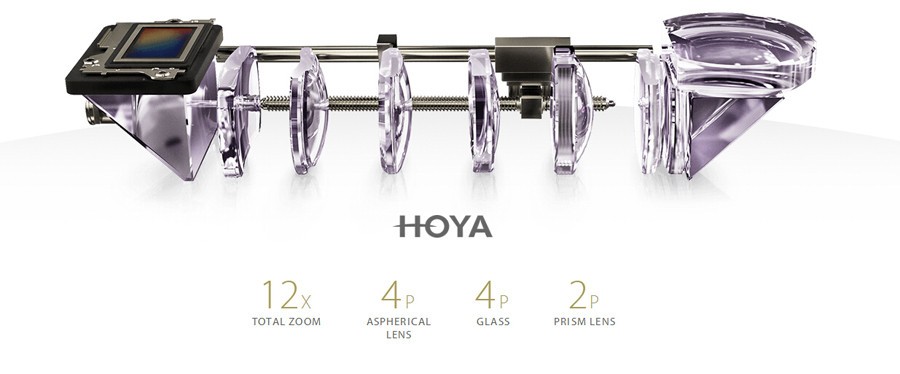 HOYA
12X 4P 4P 2P
TOTAL ZOOM ASPHERICAL GLASS PRISM LENS
LENS